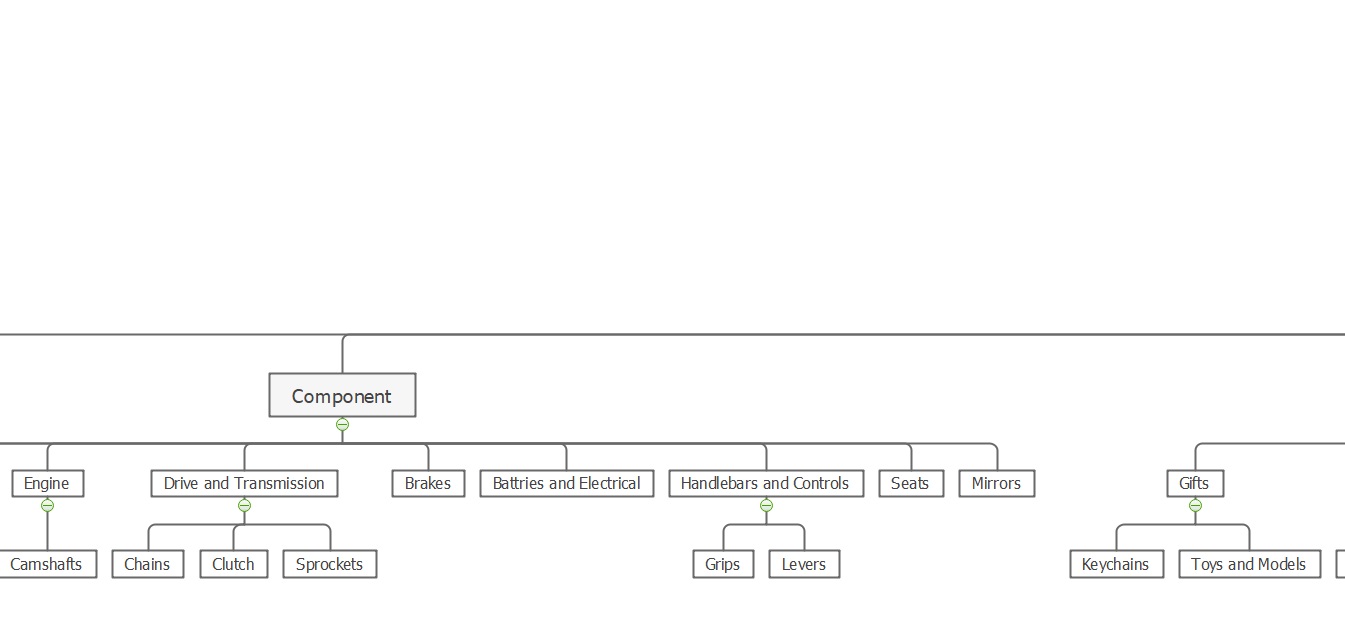 Component
Engine
Drive and Transmission
Brakes
Battries and Electrical
Handlebars and Controls
Seats
Mirrors
Gifts
Camshafts
Chains
Clutch
Sprockets
Grips
Levers
Keychains
Toys and Models